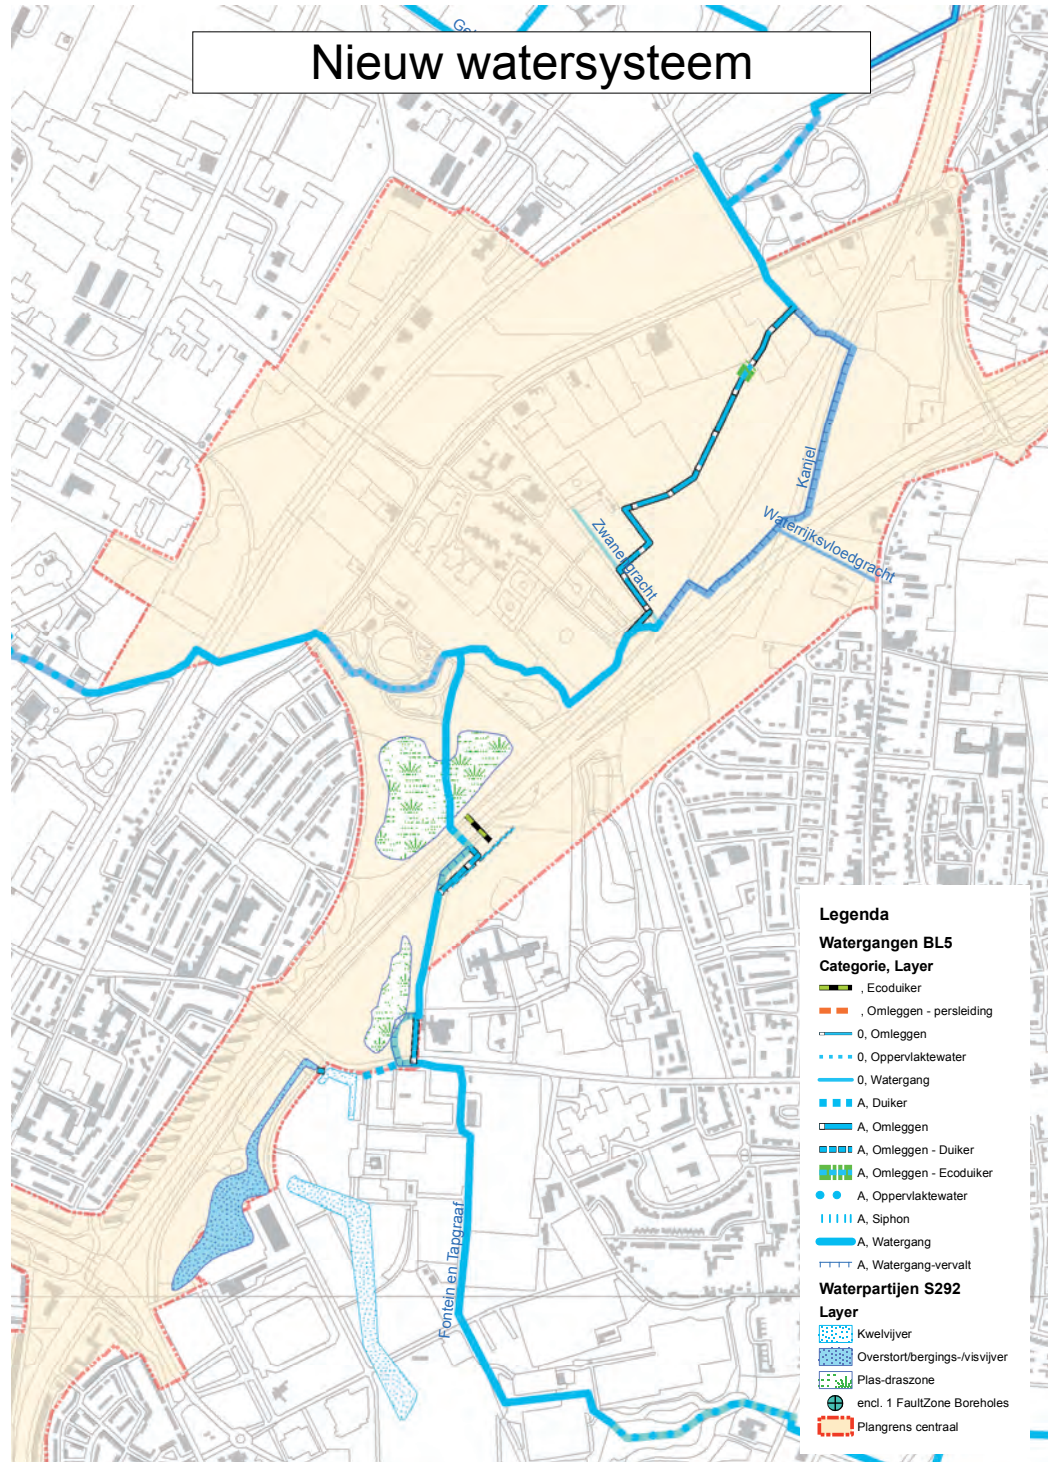 Nieuw watersysteem
Kanjel
Waterrijksvloedgracht
Zwanengracht
Fontein en Tapgraaf
Legenda
Watergangen BL5
Categorie, Layer
, Ecoduiker
, Omleggen - persleiding
0, Omleggen
0, Oppervlaktewater
0, Watergang
A, Duiker
A, Omleggen
A, Omleggen - Duiker
A, Omleggen - Ecoduiker
A, Oppervlaktewater
A, Siphon
A, Watergang
A, Watergang-vervalt
Waterpartijen S292
Layer
Kwelvijver
Overstort/bergings-/visvijver
Plas-draszone
encl. 1 FaultZone Boreholes
Plangrens centraal